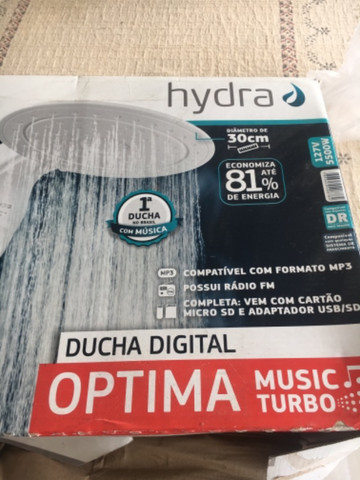 hydra
DIÂMETRO DE
30cm
127V
5500W
ECONOMIZA
ATÉ
81%
DE ENERGIA
1ª
DUCHA
NO BRASIL
COM MÚSICA
DR
MP3
COMPATÍVEL COM FORMATO MP3
POSSUI RÁDIO FM
COMPLETA: VEM COM CARTÃO
MICRO SD E ADAPTADOR USB/SD
DUCHA DIGITAL
OPTIMA
MUSIC
TURBO